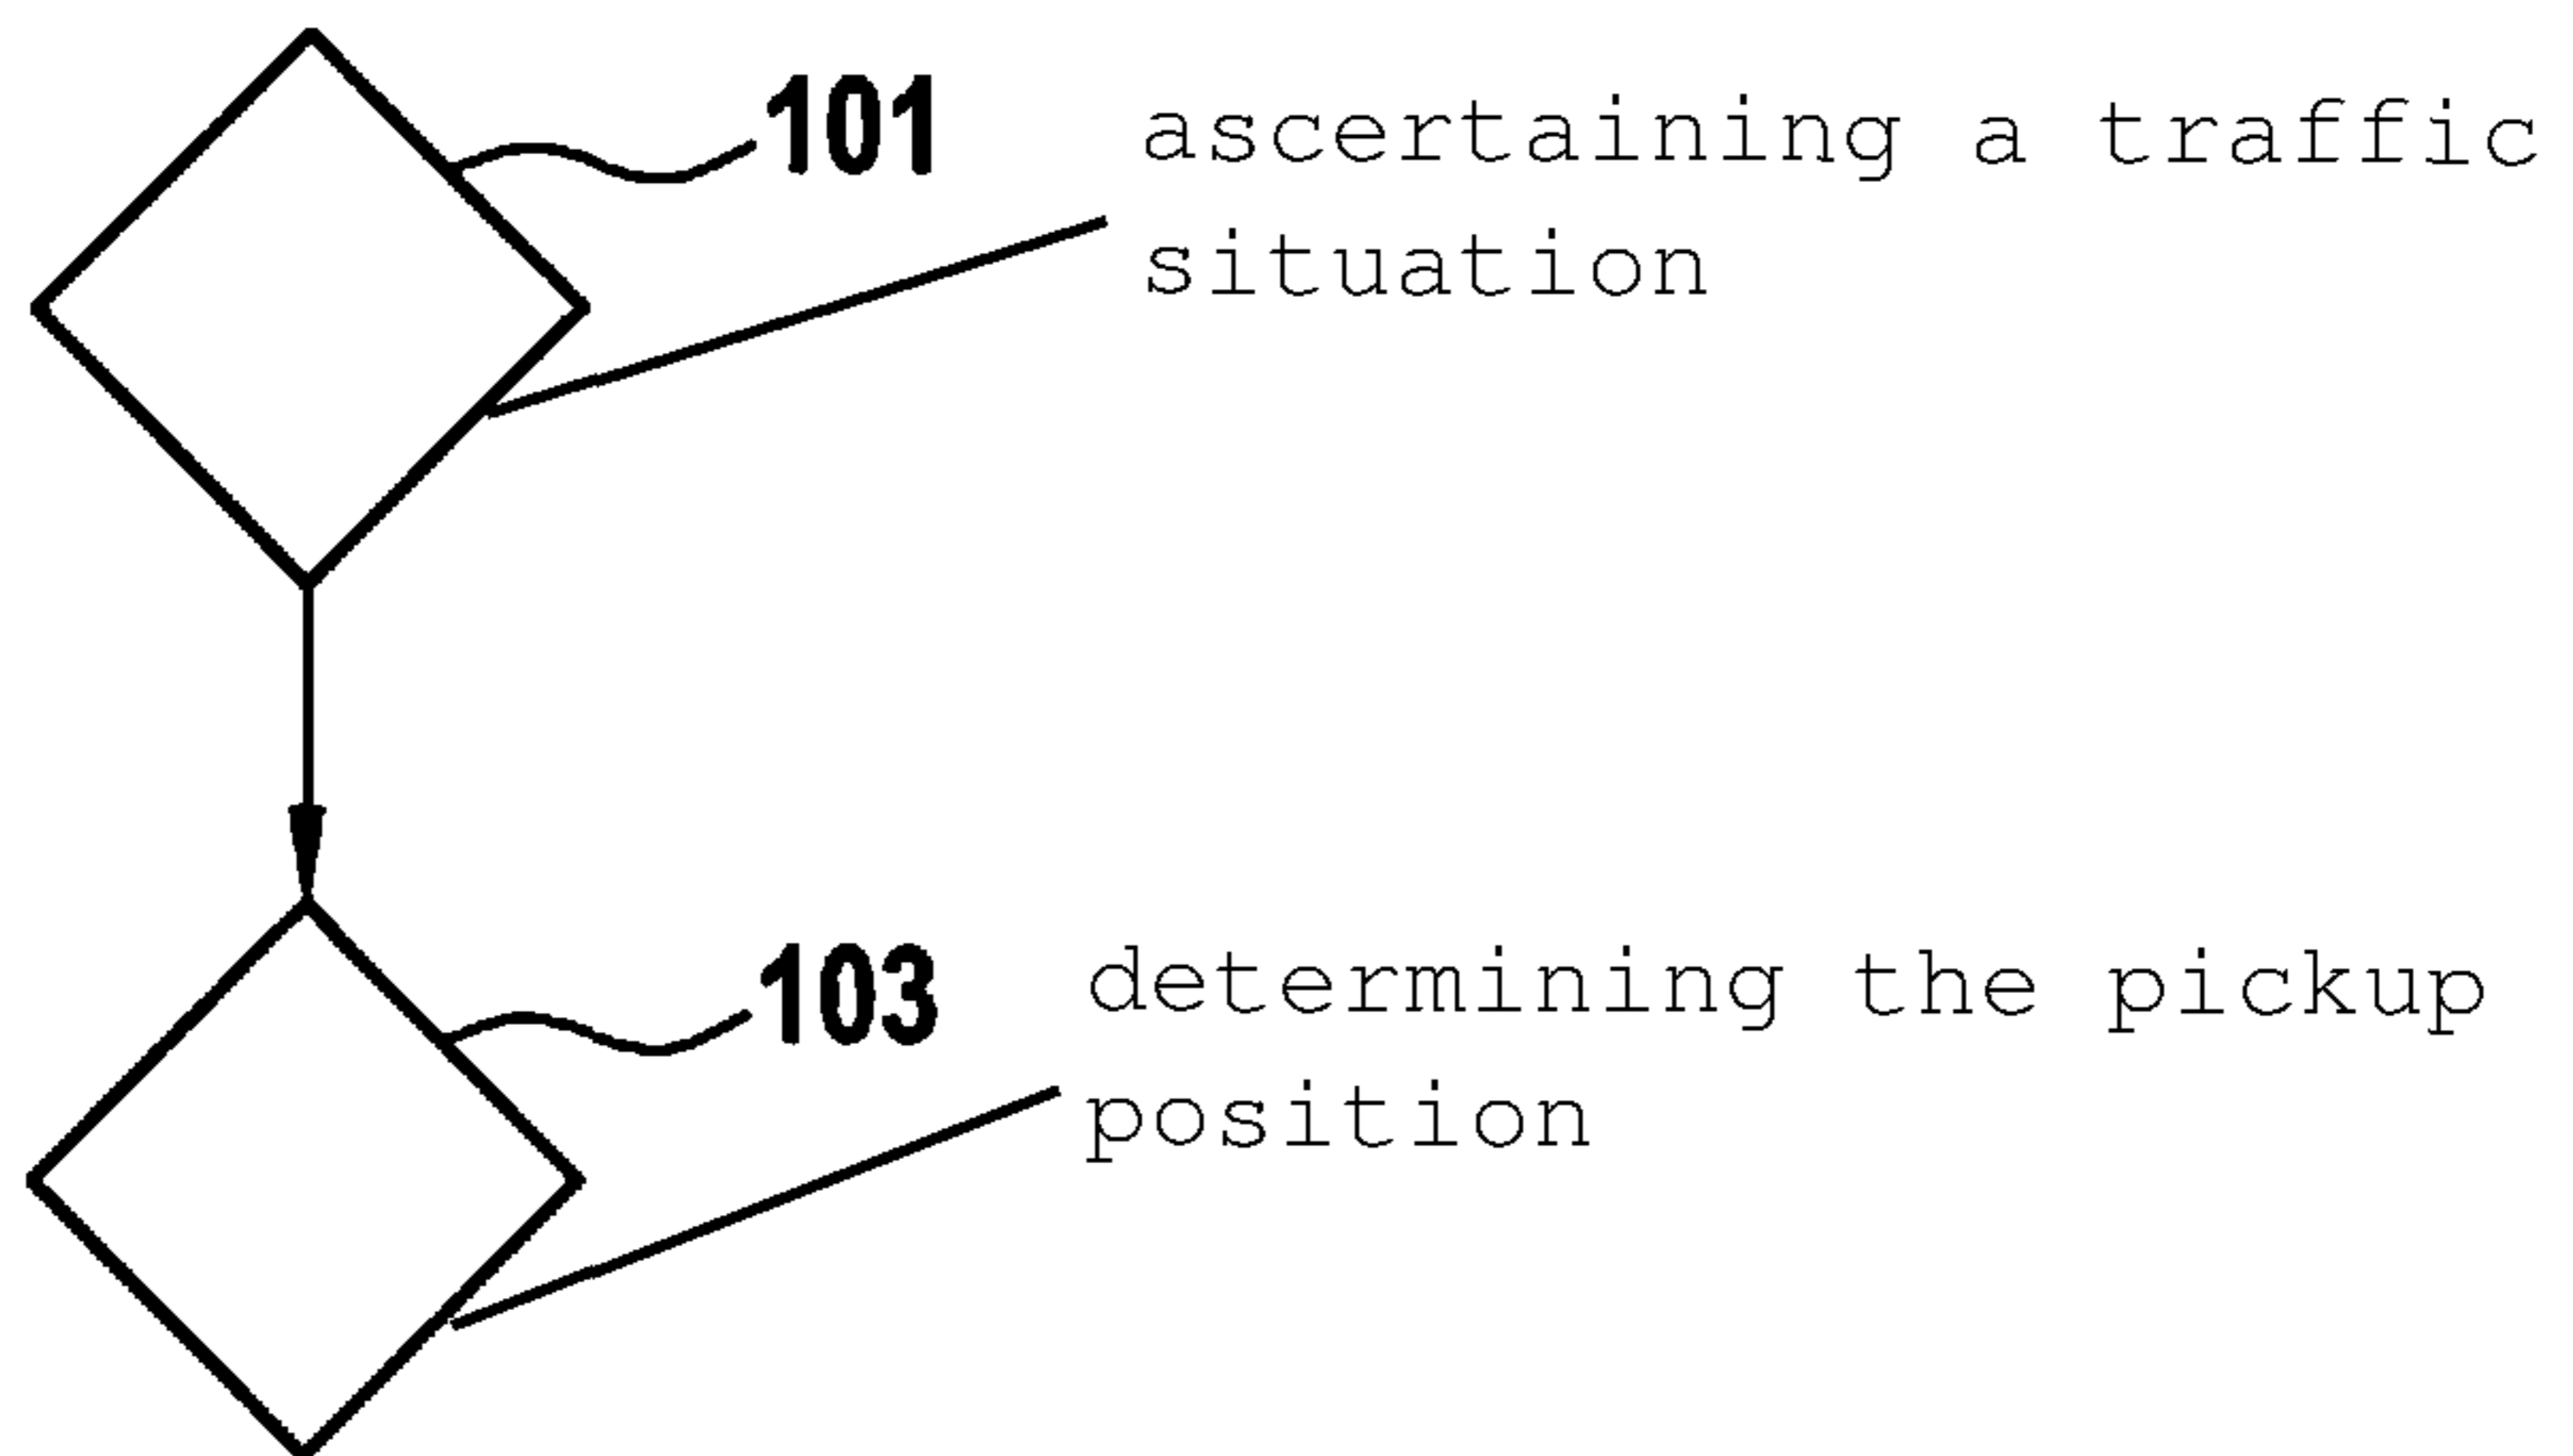 101 ascertaining a traffic
situation
103 determining the pickup
position